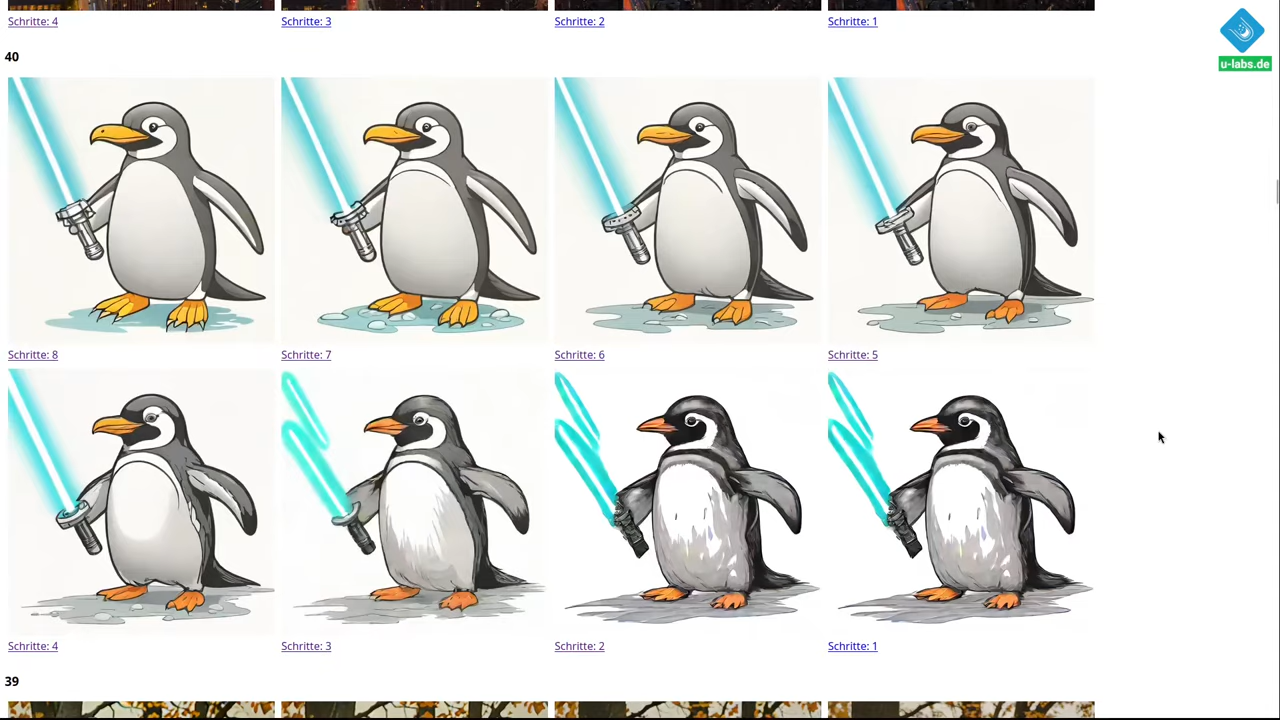 Schritte: 4
Schritte: 3
Schritte: 2
Schritte: 1
u-labs.de
40
Schritte: 8
Schritte: 7
Schritte: 6
Schritte: 5
Schritte: 4
Schritte: 3
Schritte: 2
Schritte: 1
39